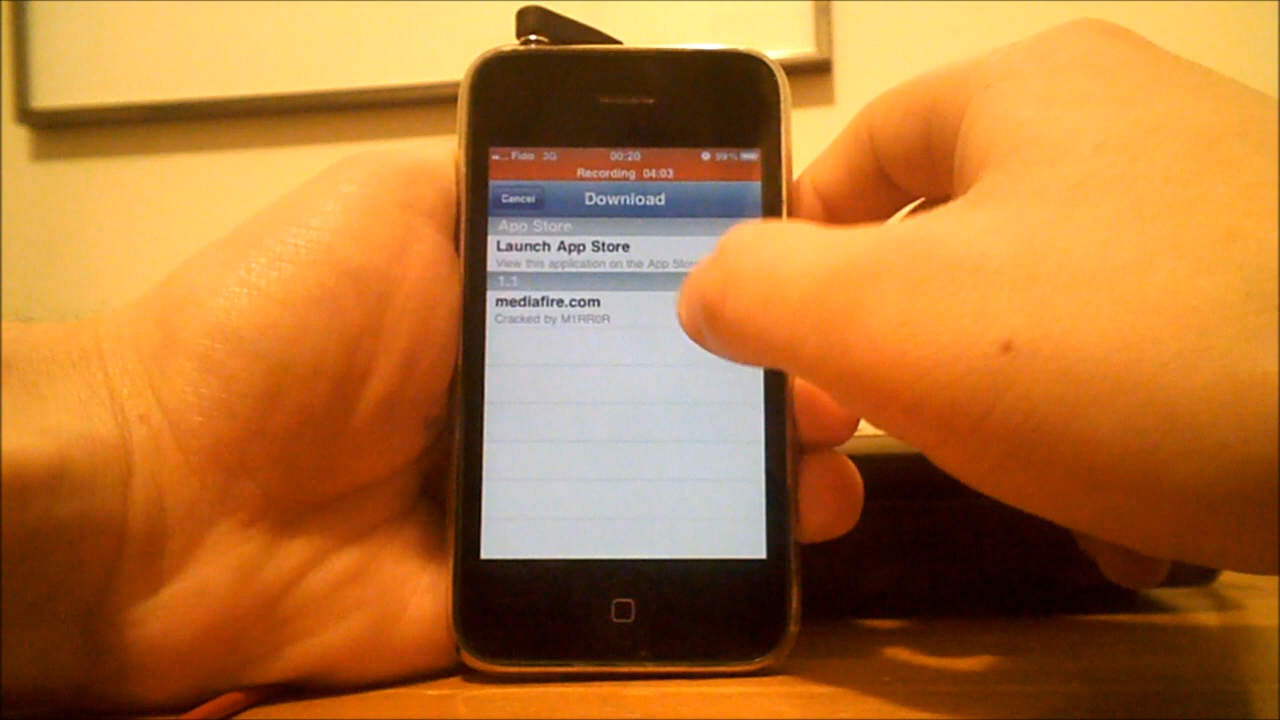 Fido 3G 00:20 99%
Recording 04:03
Cancel Download
App Store
Launch App Store
View this application on the App Store
1.1
mediafire.com
Cracked by M1RR0R